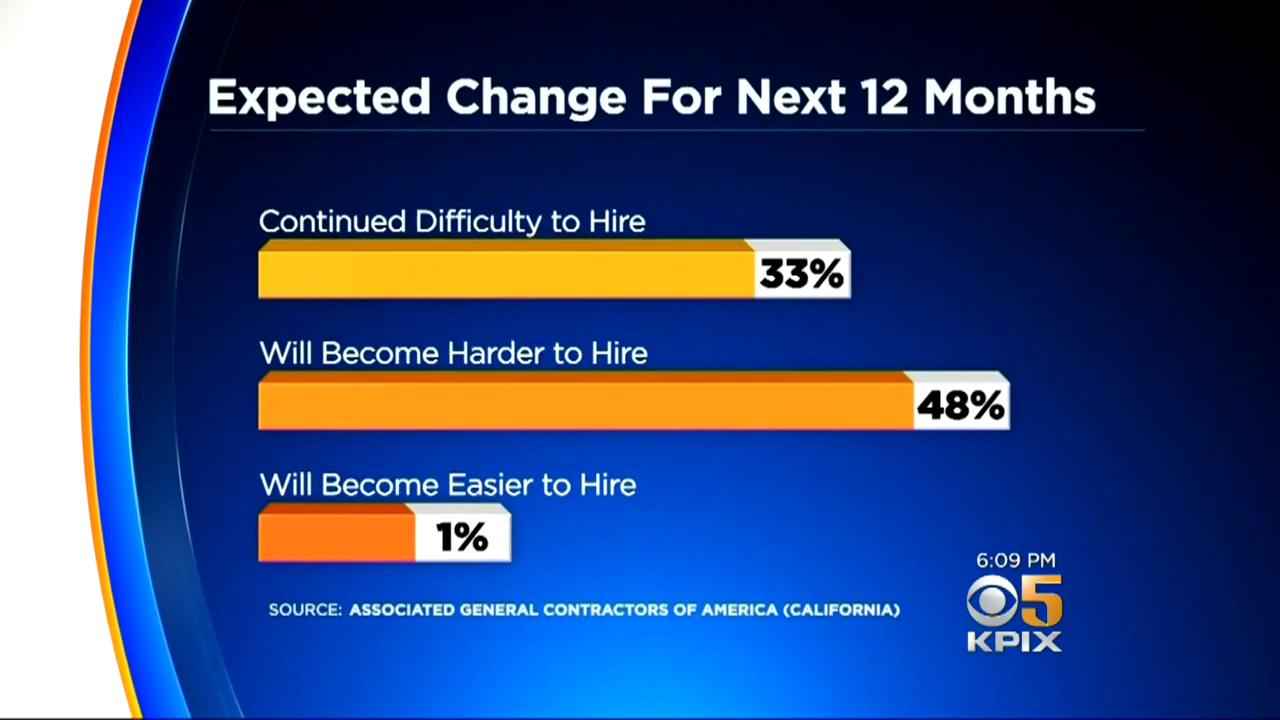 Expected Change For Next 12 Months
Continued Difficulty to Hire
33%
Will Become Harder to Hire
48%
Will Become Easier to Hire
1%
SOURCE: ASSOCIATED GENERAL CONTRACTORS OF AMERICA (CALIFORNIA)
6:09 PM
5
KPIX